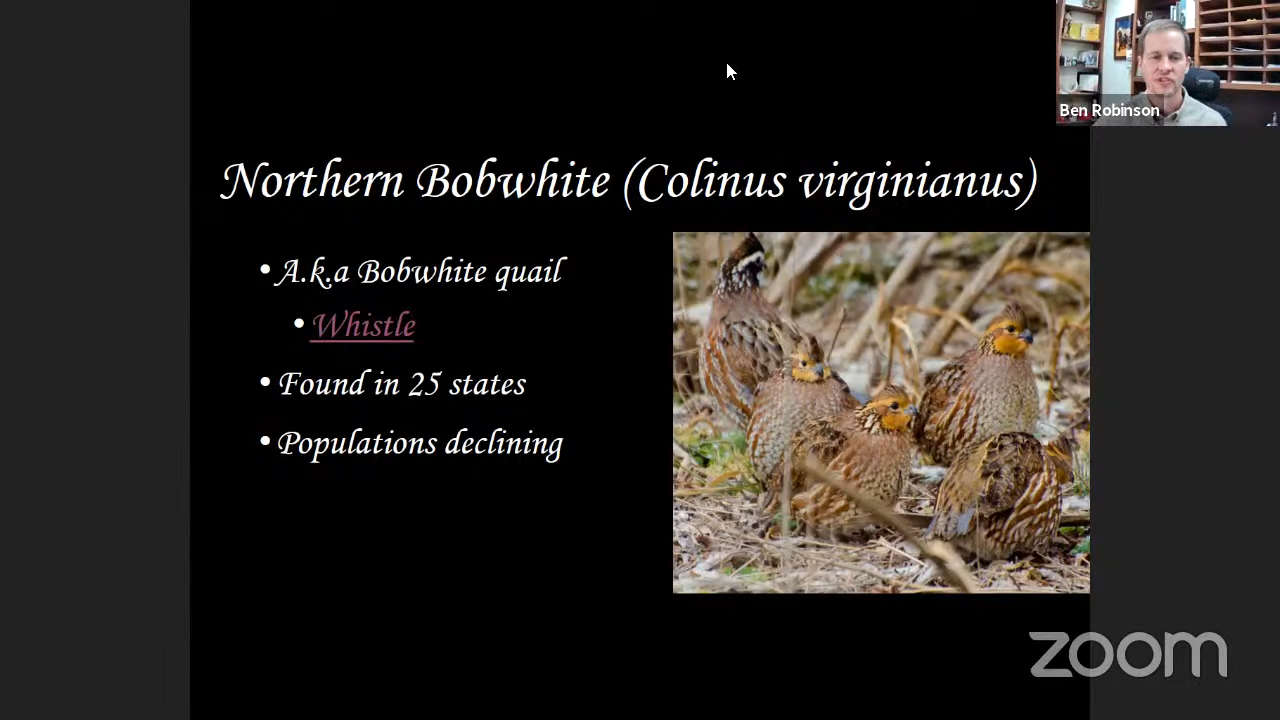 Ben Robinson
Northern Bobwhite (Colinus virginianus)
• A.k.a Bobwhite quail
• Whistle
• Found in 25 states
• Populations declining
zoom